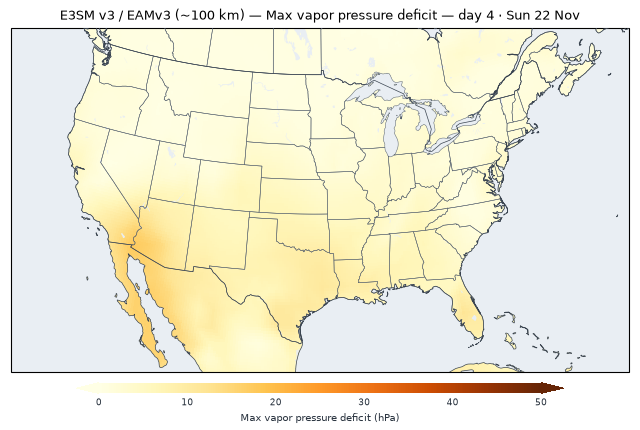 E3SM v3 / EAMv3 (~100 km) — Max vapor pressure deficit — day 4 · Sun 22 Nov
0 10 20 30 40 50
Max vapor pressure deficit (hPa)